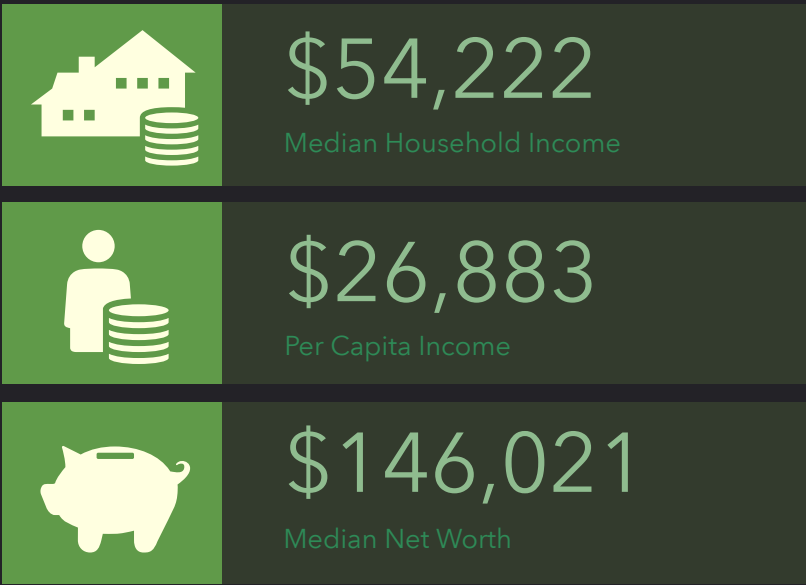 $54,222
Median Household Income
$26,883
Per Capita Income
$146,021
Median Net Worth